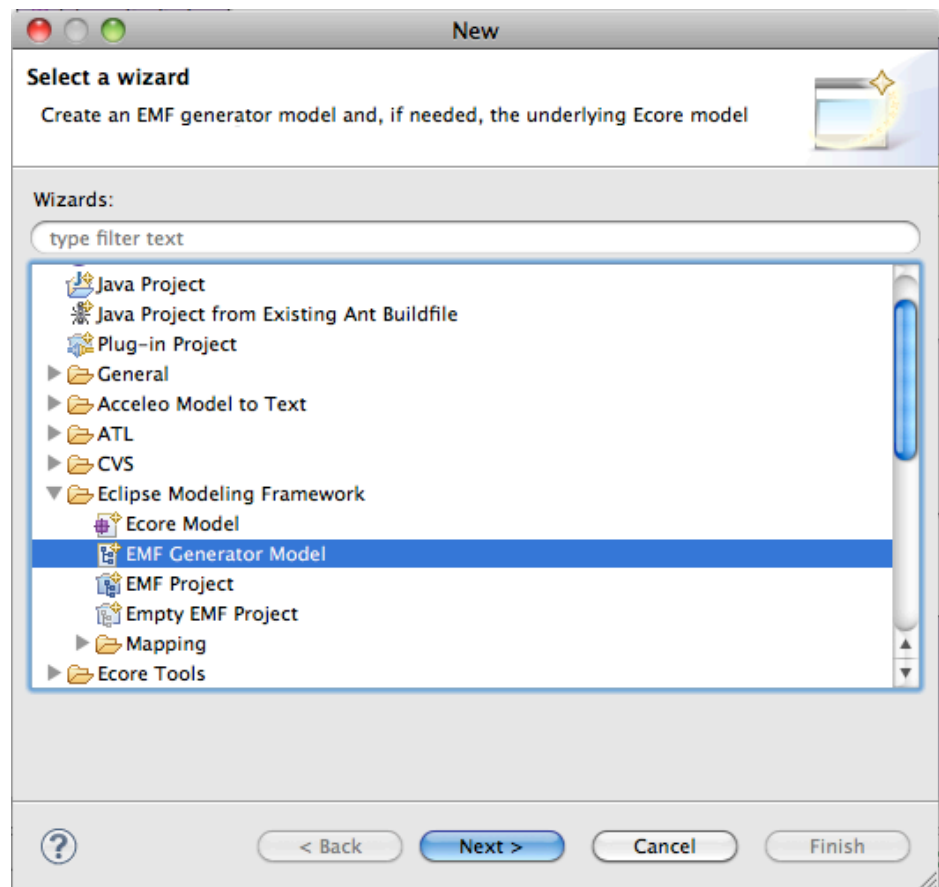 New
Select a wizard
Create an EMF generator model and, if needed, the underlying Ecore model
Wizards:
type filter text
Java Project
Java Project from Existing Ant Buildfile
Plug-in Project
General
Acceleo Model to Text
ATL
CVS
Eclipse Modeling Framework
Ecore Model
EMF Generator Model
EMF Project
Empty EMF Project
Mapping
Ecore Tools
? < Back Next > Cancel Finish